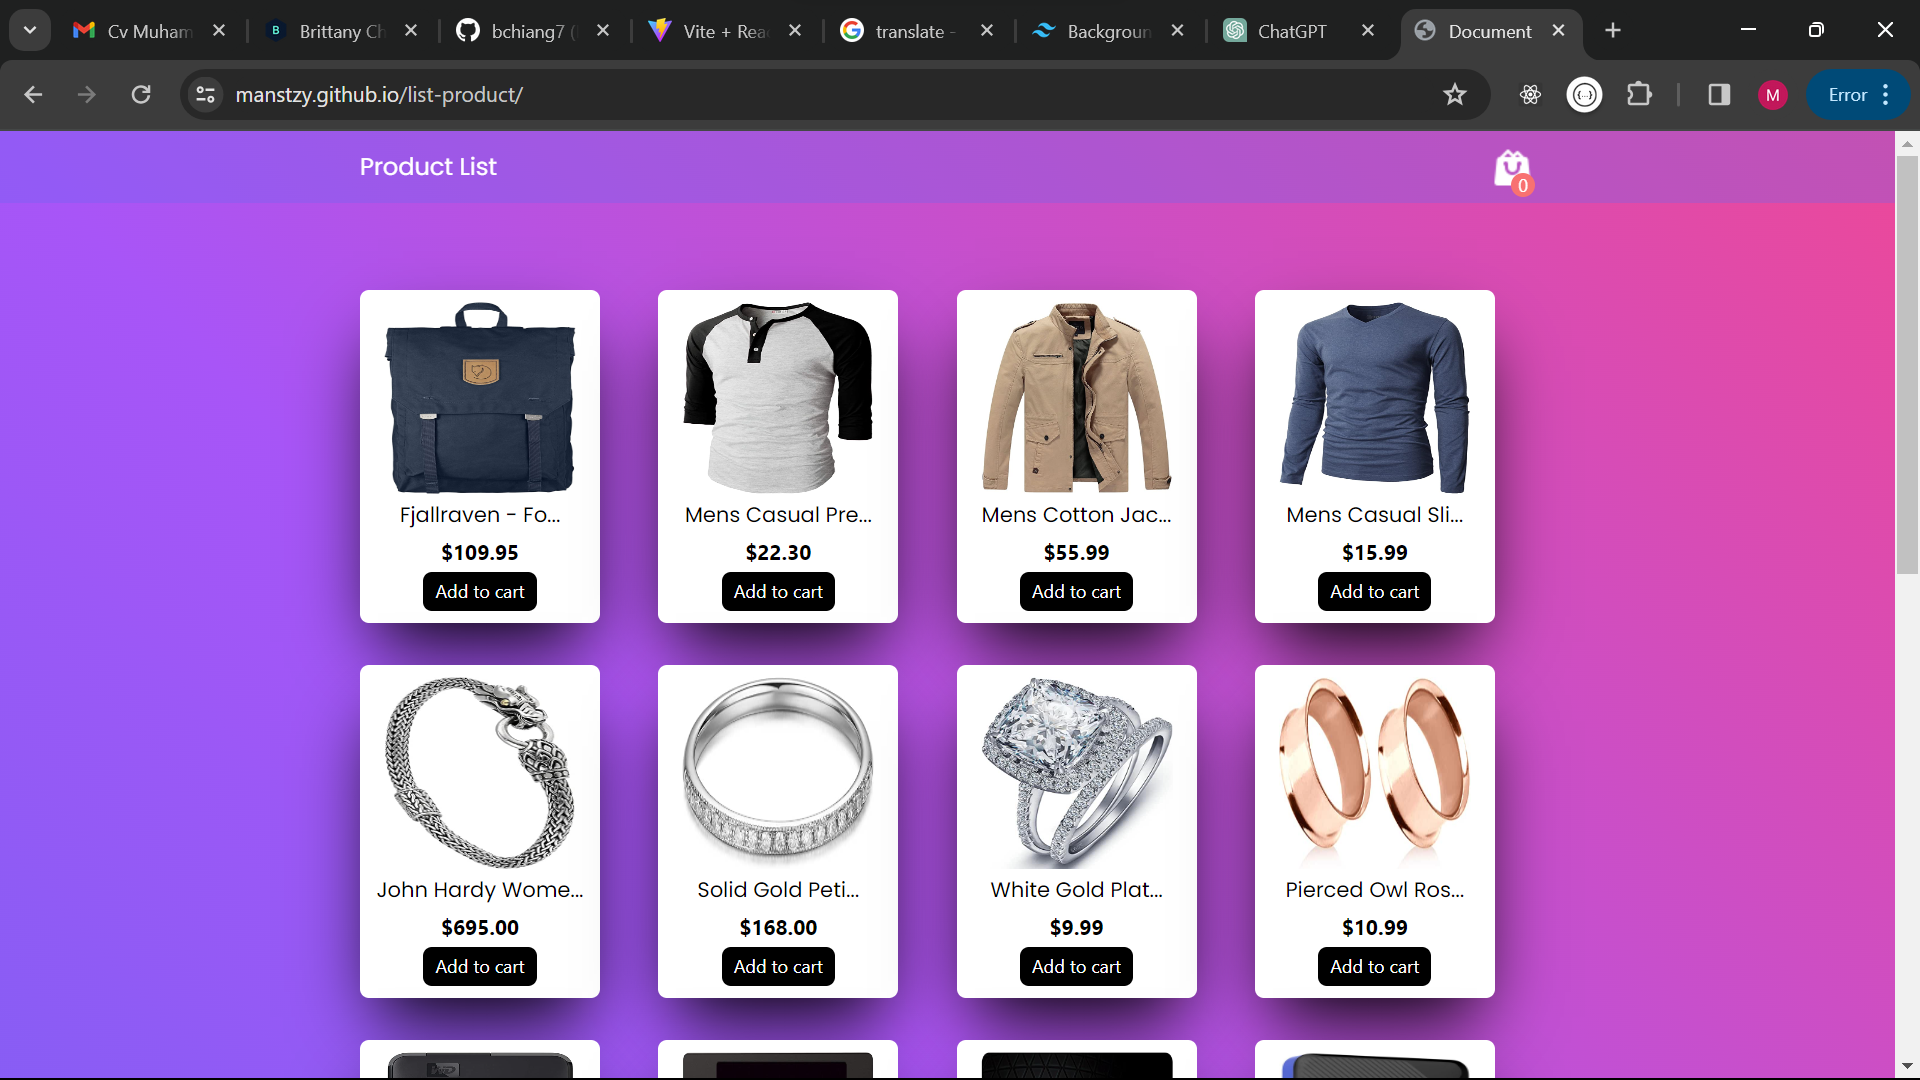 Cv Muham
Brittany Ch
bchiang7 (
Vite + Rea
translate -
Backgroun
ChatGPT
Document
manstzy.github.io/list-product/
M
Error
Product List
0
Fjallraven - Fo...
Mens Casual Pre...
Mens Cotton Jac...
Mens Casual Sli...
$109.95
$22.30
$55.99
$15.99
Add to cart
Add to cart
Add to cart
Add to cart
John Hardy Wome...
Solid Gold Peti...
White Gold Plat...
Pierced Owl Ros...
$695.00
$168.00
$9.99
$10.99
Add to cart
Add to cart
Add to cart
Add to cart